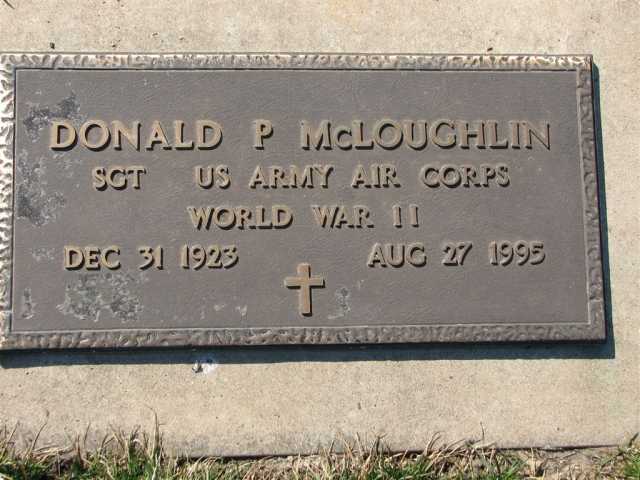 DONALD P McLOUGHLIN
SGT US ARMY AIR CORPS
WORLD WAR II
DEC 31 1923 AUG 27 1995